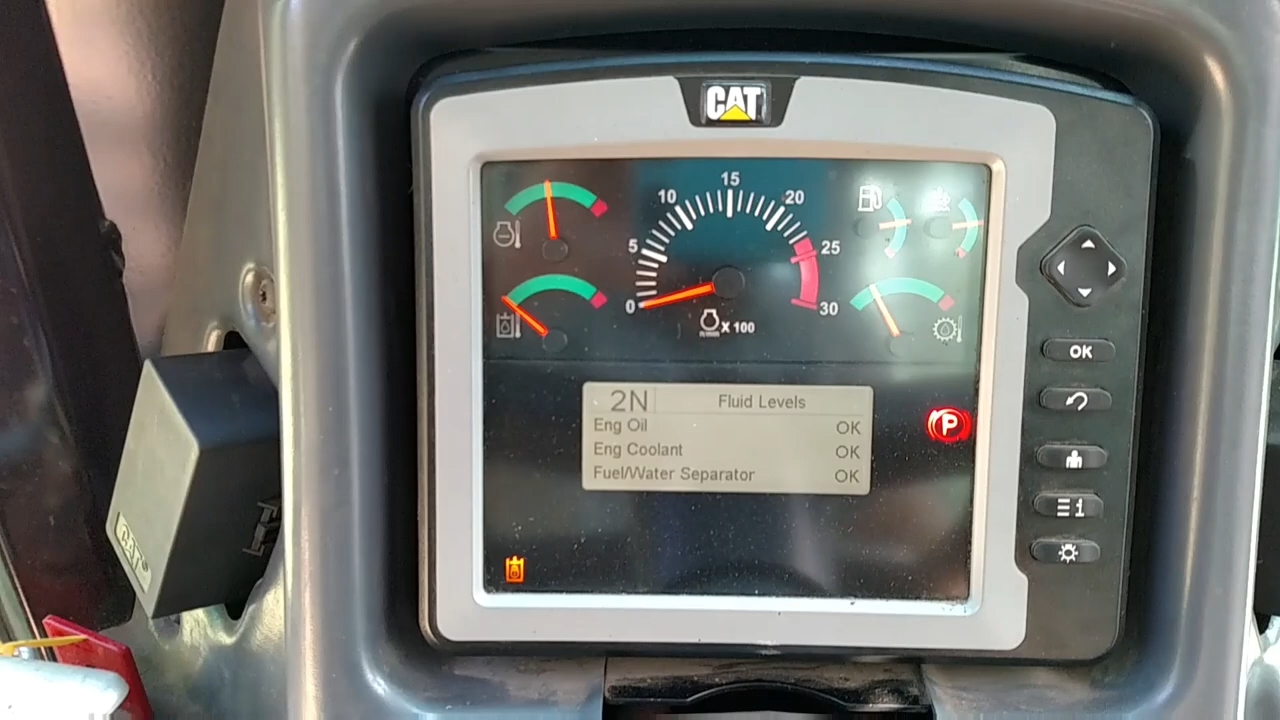 CAT
15
10
20
5
25
0
30
X 100
2N Fluid Levels
Eng Oil OK
Eng Coolant OK
Fuel/Water Separator OK
P
OK
i
CAT